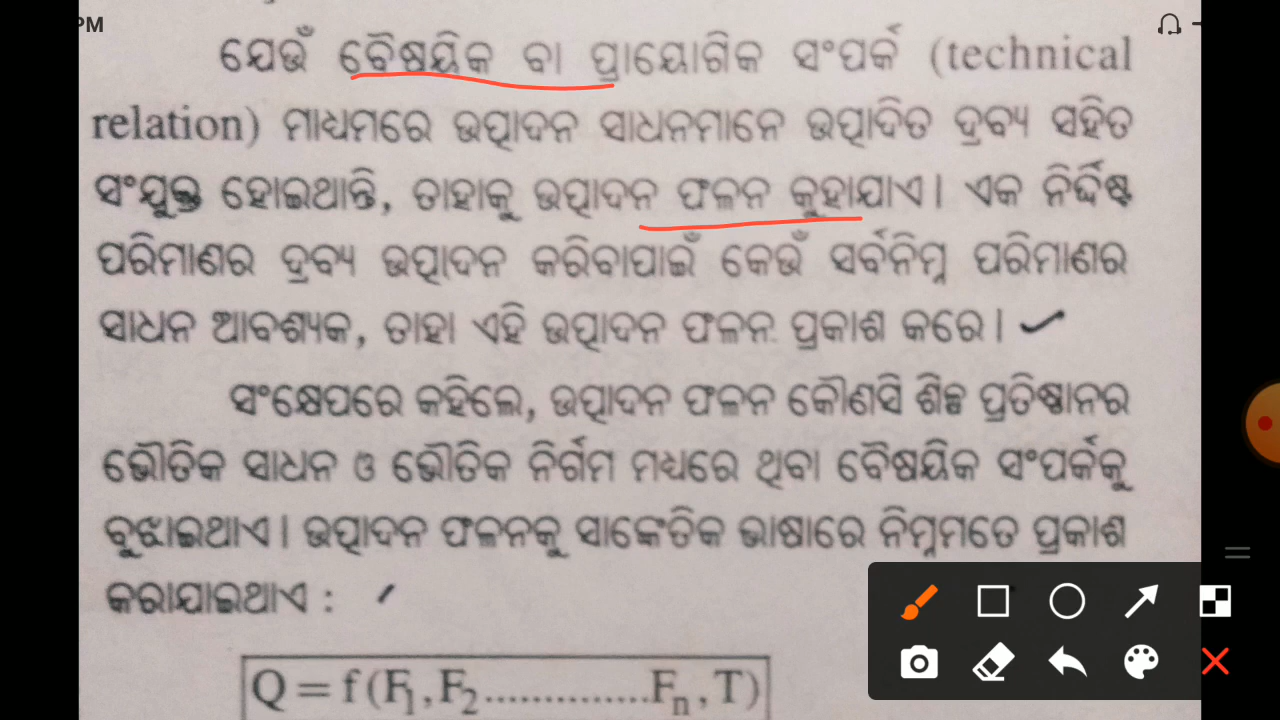 PM
ଯେଉଁ ବୈଷୟିକ ବା ପ୍ରାୟୋଗିକ ସଂପର୍କ (technical
relation) ମାଧ୍ୟମରେ ଉତ୍ପାଦନ ସାଧନମାନେ ଉତ୍ପାଦିତ ଦ୍ରବ୍ୟ ସହିତ
ସଂଯୁକ୍ତ ହୋଇଥାନ୍ତି, ତାହାକୁ ଉତ୍ପାଦନ ଫଳନ କୁହାଯାଏ। ଏକ ନିର୍ଦ୍ଦିଷ୍ଟ
ପରିମାଣର ଦ୍ରବ୍ୟ ଉତ୍ପାଦନ କରିବାପାଇଁ କେଉଁ ସର୍ବନିମ୍ନ ପରିମାଣର
ସାଧନ ଆବଶ୍ୟକ, ତାହା ଏହି ଉତ୍ପାଦନ ଫଳନ ପ୍ରକାଶ କରେ।
ସଂକ୍ଷେପରେ କହିଲେ, ଉତ୍ପାଦନ ଫଳନ କୌଣସି ଶିଳ୍ପ ପ୍ରତିଷ୍ଠାନର
ଭୌତିକ ସାଧନ ଓ ଭୌତିକ ନିର୍ଗମ ମଧ୍ୟରେ ଥିବା ବୈଷୟିକ ସଂପର୍କକୁ
ବୁଝାଇଥାଏ। ଉତ୍ପାଦନ ଫଳନକୁ ସାଙ୍କେତିକ ଭାଷାରେ ନିମ୍ନମତେ ପ୍ରକାଶ
କରାଯାଇଥାଏ :
Q = f (F₁, F₂..............Fₙ, T)